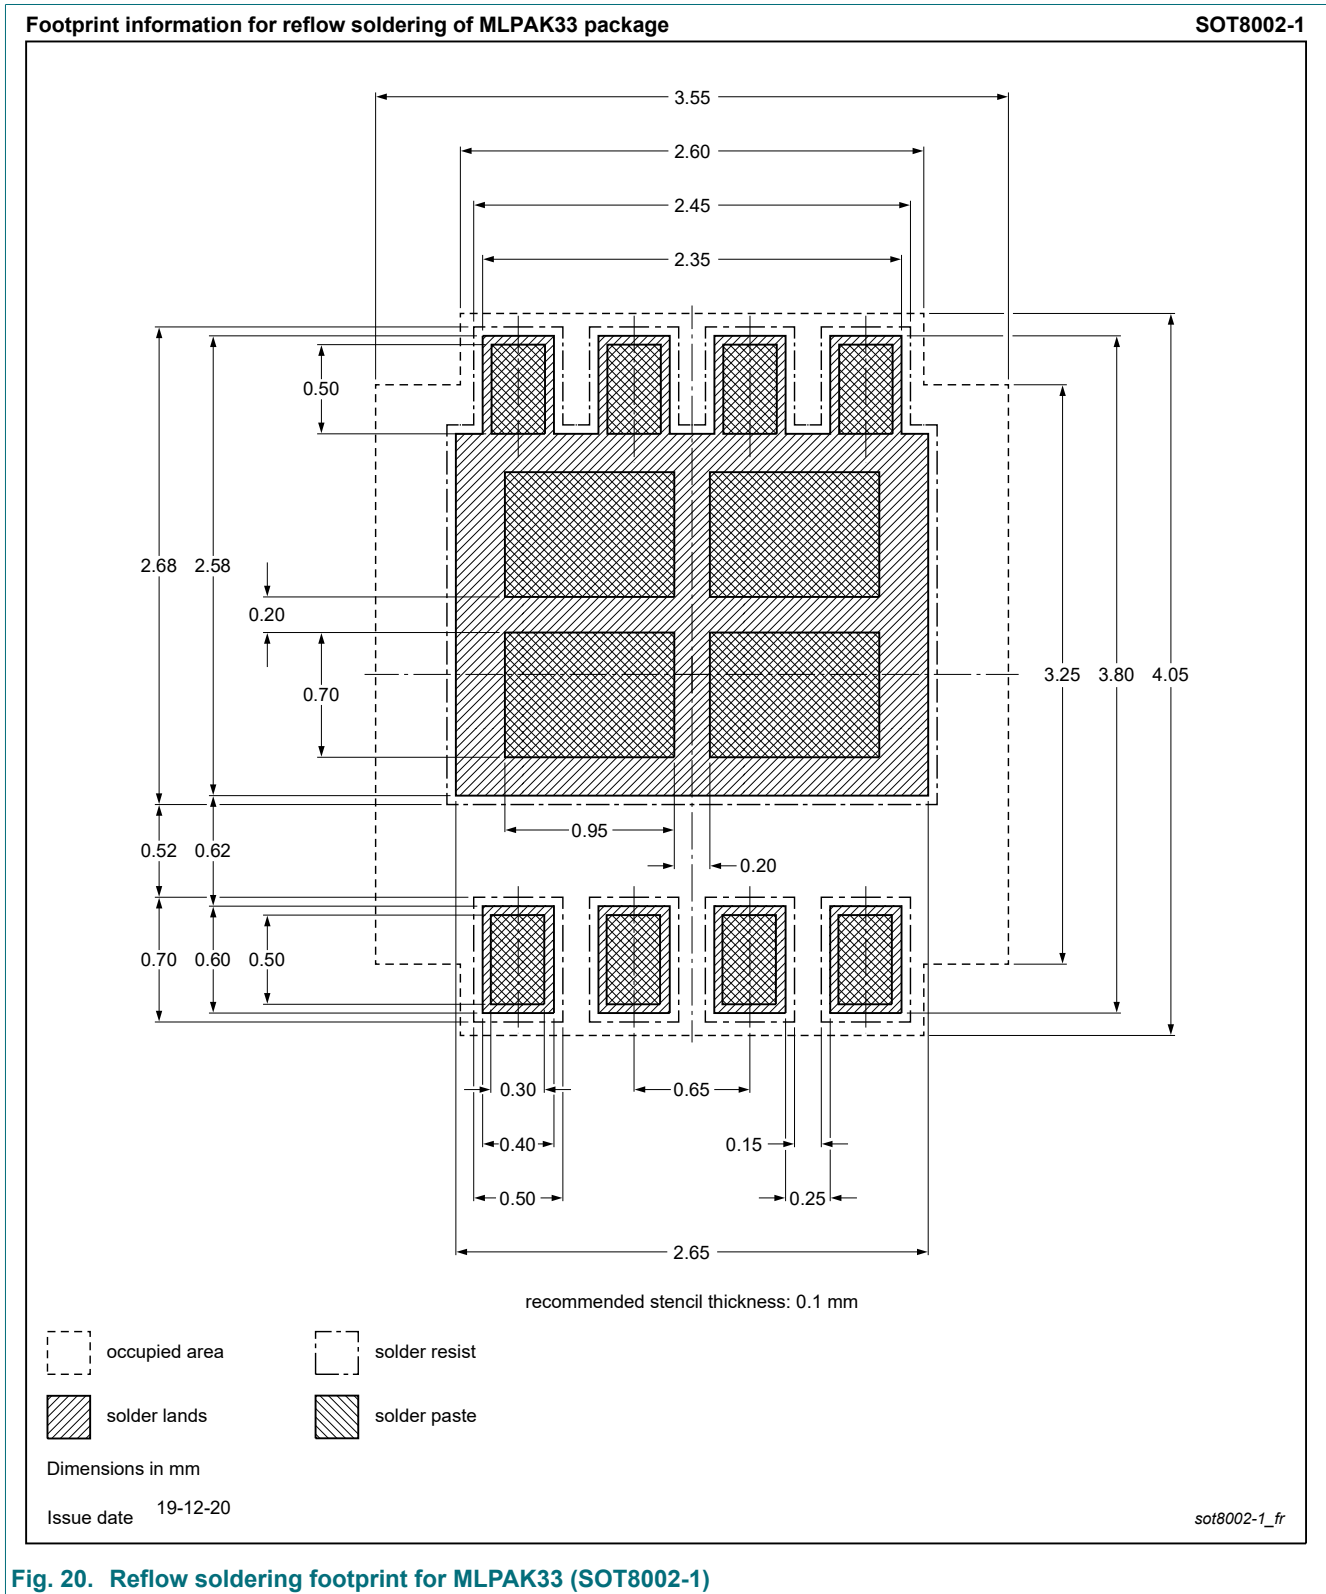 Footprint information for reflow soldering of MLPAK33 package SOT8002-1
3.55
2.60
2.45
2.35
0.50
2.68 2.58
0.20
0.70
3.25 3.80 4.05
0.95
0.52 0.62
0.20
0.70 0.60 0.50
0.30 0.65
0.40 0.15
0.50 0.25
2.65
recommended stencil thickness: 0.1 mm
occupied area solder resist
solder lands solder paste
Dimensions in mm
Issue date 19-12-20
sot8002-1_fr
Fig. 20. Reflow soldering footprint for MLPAK33 (SOT8002-1)